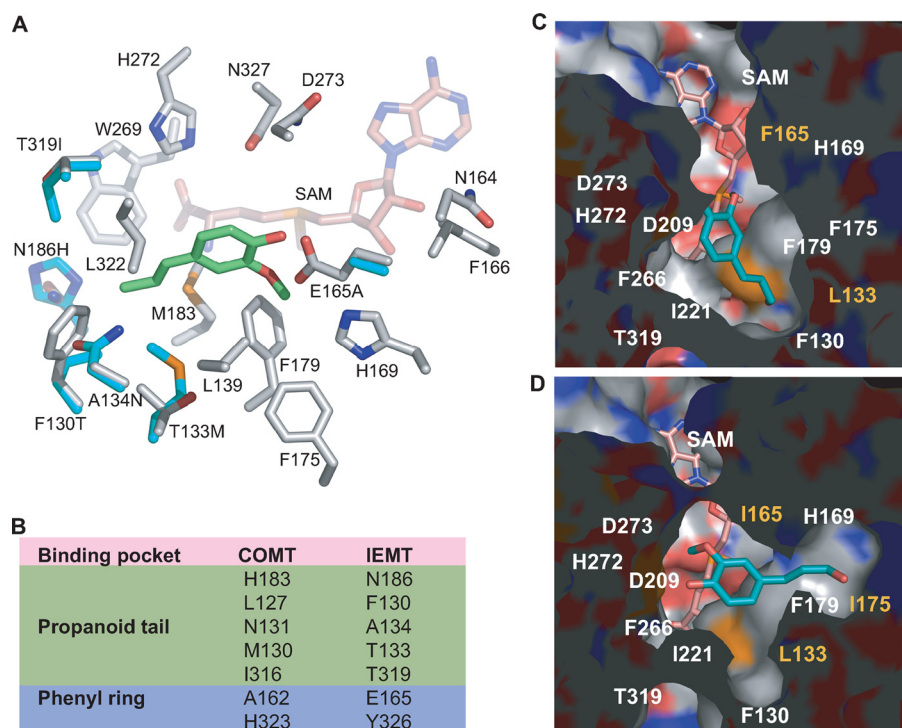 A
H272
N327
D273
W269
T319I
SAM
N164
N186H
L322
F166
E165A
M183
L139
F179
H169
A134N
F130T
T133M
F175
B
Binding pocket COMT IEMT
H183 N186
L127 F130
Propanoid tail N131 A134
M130 T133
I316 T319
Phenyl ring A162 E165
H323 Y326
C
SAM
F165
H169
D273
H272
D209
F175
F179
F266
I221
L133
T319
F130
D
SAM
I165
H169
D273
H272
D209
F179
I175
F266
I221
L133
T319
F130